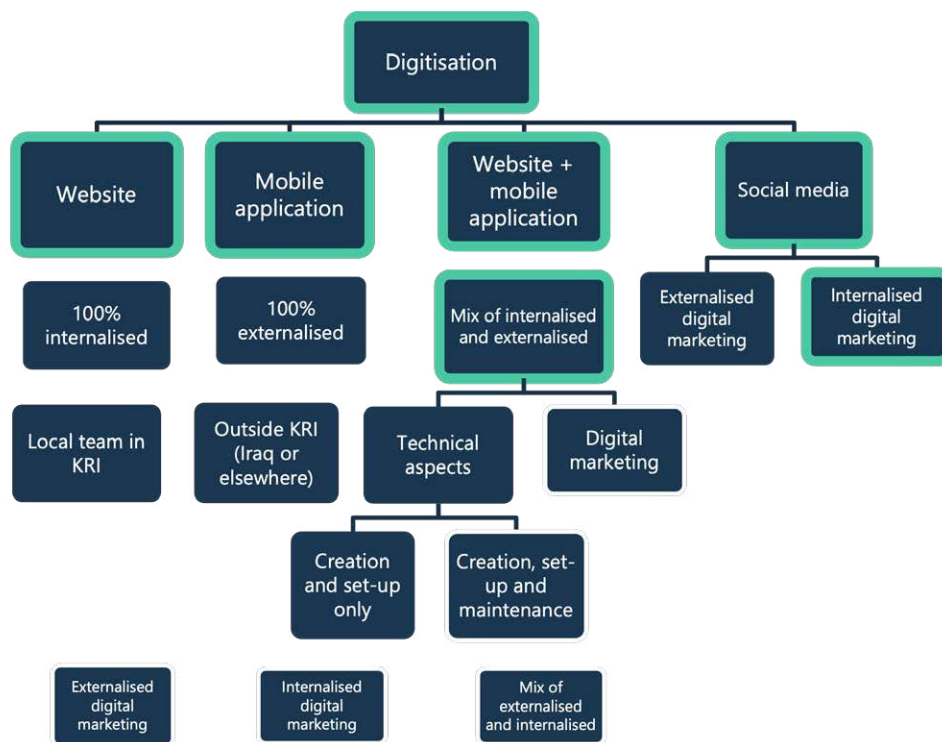 Digitisation
Website
Mobile
application
Website +
mobile
application
Social media
100%
internalised
100%
externalised
Mix of internalised
and externalised
Externalised
digital
marketing
Internalised
digital
marketing
Local team in
KRI
Outside KRI
(Iraq or
elsewhere)
Technical
aspects
Digital
marketing
Creation
and set-up
only
Creation, set-
up and
maintenance
Externalised
digital
marketing
Internalised
digital
marketing
Mix of
externalised
and internalised